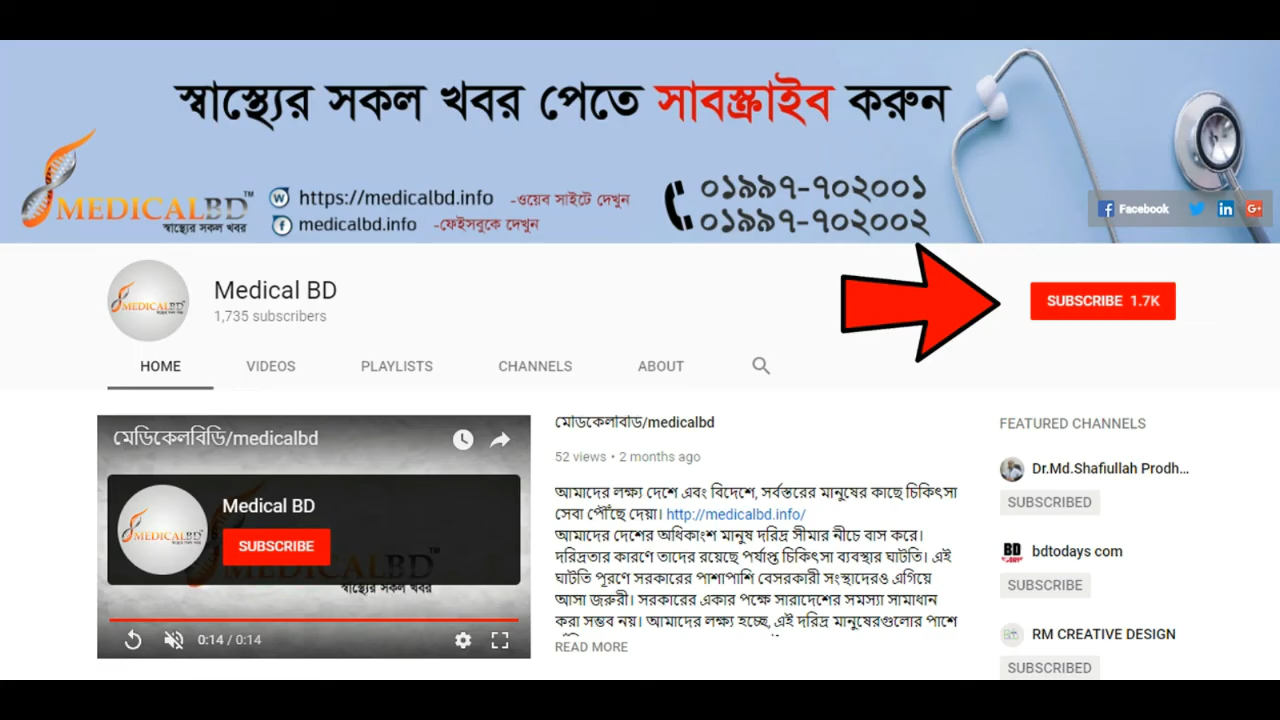 স্বাস্থ্যের সকল খবর পেতে সাবস্ক্রাইব করুন
MEDICALBD™
স্বাস্থ্যের সকল খবর
https://medicalbd.info -ওয়েব সাইটে দেখুন
medicalbd.info -ফেইসবুকে দেখুন
০১৯৯৭-৭০২০০১
০১৯৯৭-৭০২০০২
Facebook
Medical BD
1,735 subscribers
SUBSCRIBE 1.7K
HOME VIDEOS PLAYLISTS CHANNELS ABOUT
মেডিকেলবিডি/medicalbd
Medical BD
SUBSCRIBE
MEDICALBD
স্বাস্থ্যের সকল খবর
0:14 / 0:14
মেডিকেলবিডি/medicalbd
52 views • 2 months ago
আমাদের লক্ষ্য দেশে এবং বিদেশে, সর্বস্তরের মানুষের কাছে চিকিৎসা
সেবা পৌঁছে দেয়া। http://medicalbd.info/
আমাদের দেশের অধিকাংশ মানুষ দরিদ্র সীমার নীচে বাস করে।
দরিদ্রতার কারণে তাদের রয়েছে পর্যাপ্ত চিকিৎসা ব্যবস্থার ঘাটতি। এই
ঘাটতি পূরণে সরকারের পাশাপাশি বেসরকারী সংস্থাদেরও এগিয়ে
আসা জরুরী। সরকারের একার পক্ষে সারাদেশের সমস্যা সামাধান
করা সম্ভব নয়। আমাদের লক্ষ্য হচ্ছে, এই দরিদ্র মানুষেরগুলোর পাশে
READ MORE
FEATURED CHANNELS
Dr.Md.Shafiullah Prodh...
SUBSCRIBED
bdtodays com
SUBSCRIBE
RM CREATIVE DESIGN
SUBSCRIBED